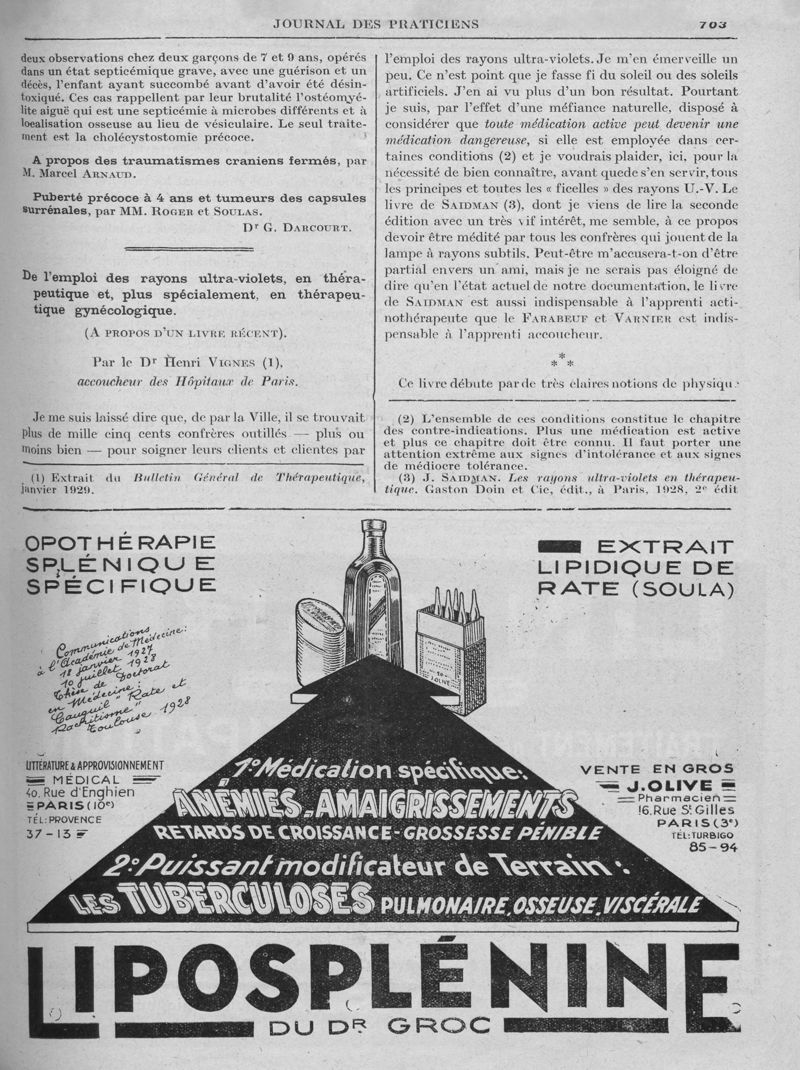 JOURNAL DES PRATICIENS
703
deux observations chez deux garçons de 7 et 9 ans, opérés
dans un état septicémique grave, avec une guérison et un
décès, l'enfant ayant succombé avant d'avoir été désin-
toxiqué. Ces cas rappellent par leur brutalité l'ostéomyé-
lite aiguë qui est une septicémie à microbes différents et à
localisation osseuse au lieu de vésiculaire. Le seul traite-
ment est la cholécystostomie précoce.
A propos des traumatismes craniens fermés, par
M. Marcel ARNAUD.
Puberté précoce à 4 ans et tumeurs des capsules
surrénales, par MM. ROGER et SOULAS.
Dr G. DARCOURT.
De l'emploi des rayons ultra-violets, en théra-
peutique et, plus spécialement, en thérapeu-
tique gynécologique.
(A PROPOS D'UN LIVRE RÉCENT).
Par le Dr Henri VIGNES (1),
accoucheur des Hôpitaux de Paris.
Je me suis laissé dire que, de par la Ville, il se trouvait
plus de mille cinq cents confrères outillés — plus ou
moins bien — pour soigner leurs clients et clientes par
(1) Extrait du Bulletin Général de Thérapeutique,
janvier 1929.
l'emploi des rayons ultra-violets. Je m'en émerveille un
peu. Ce n'est point que je fasse fi du soleil ou des soleils
artificiels. J'en ai vu plus d'un bon résultat. Pourtant
je suis, par l'effet d'une méfiance naturelle, disposé à
considérer que toute médication active peut devenir une
médication dangereuse, si elle est employée dans cer-
taines conditions (2) et je voudrais plaider, ici, pour la
nécessité de bien connaître, avant que de s'en servir, tous
les principes et toutes les « ficelles » des rayons U.-V. Le
livre de SAIDMAN (3), dont je viens de lire la seconde
édition avec un très vif intérêt, me semble, à ce propos
devoir être médité par tous les confrères qui jouent de la
lampe à rayons subtils. Peut-être m'accusera-t-on d'être
partial envers un ami, mais je ne serais pas éloigné de
dire qu'en l'état actuel de notre documentation, le livre
de SAIDMAN est aussi indispensable à l'apprenti acti-
nothérapeute que le FARABEUF et VARNIER est indis-
pensable à l'apprenti accoucheur.
* * *
Ce livre débute par de très claires notions de physique
(2) L'ensemble de ces conditions constitue le chapitre
des contre-indications. Plus une médication est active
et plus ce chapitre doit être connu. Il faut porter une
attention extrême aux signes d'intolérance et aux signes
de médiocre tolérance.
(3) J. SAIDMAN. Les rayons ultra-violets en thérapeu-
tique. Gaston Doin et Cie, édit., à Paris, 1928, 2e édit
OPOTHÉRAPIE
SPLÉNIQUE
SPÉCIFIQUE
EXTRAIT
LIPIDIQUE DE
RATE (SOULA)
J.OLIVE
Communications
à l'Académie de Médecine:
18 janvier 1927
10 juillet 1928
Thèse de Doctorat
en Médecine:
Cauquil "Rate et
Rachitisme"
Toulouse 1928
LITTÉRATURE & APPROVISIONNEMENT
MÉDICAL
40. Rue d'Enghien
PARIS (10e)
TÉL: PROVENCE
37-13
VENTE EN GROS
J. OLIVE
Pharmacien
16. Rue St Gilles
PARIS (3e)
TÉL: TURBIGO
85-94
1° Médication spécifique:
ANÉMIES-AMAIGRISSEMENTS
RETARDS DE CROISSANCE-GROSSESSE PÉNIBLE
2° Puissant modificateur de Terrain:
LES TUBERCULOSES PULMONAIRE, OSSEUSE, VISCÉRALE
LIPOSPLÉNINE
DU DR GROC